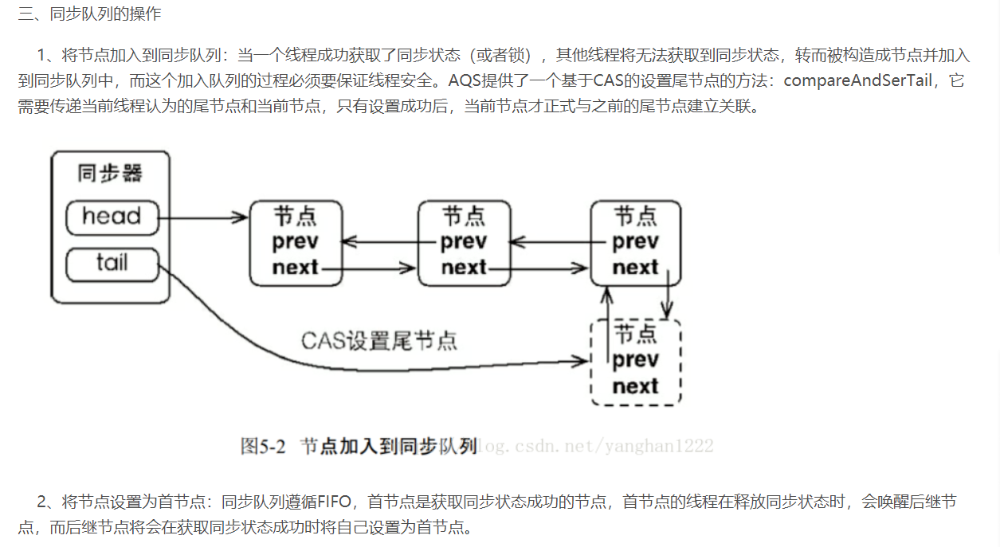 三、同步队列的操作
1、将节点加入到同步队列：当一个线程成功获取了同步状态（或者锁），其他线程将无法获取到同步状态，转而被构造成节点并加入
到同步队列中，而这个加入队列的过程必须要保证线程安全。AQS提供了一个基于CAS的设置尾节点的方法：compareAndSerTail，它
需要传递当前线程认为的尾节点和当前节点，只有设置成功后，当前节点才正式与之前的尾节点建立关联。
同步器
head
tail
节点
prev
next
节点
prev
next
节点
prev
next
CAS设置尾节点
节点
prev
next
图5-2 节点加入到同步队列log.csdn.net/yanghan1222
2、将节点设置为首节点：同步队列遵循FIFO，首节点是获取同步状态成功的节点，首节点的线程在释放同步状态时，会唤醒后继节
点，而后继节点将会在获取同步状态成功时将自己设置为首节点。